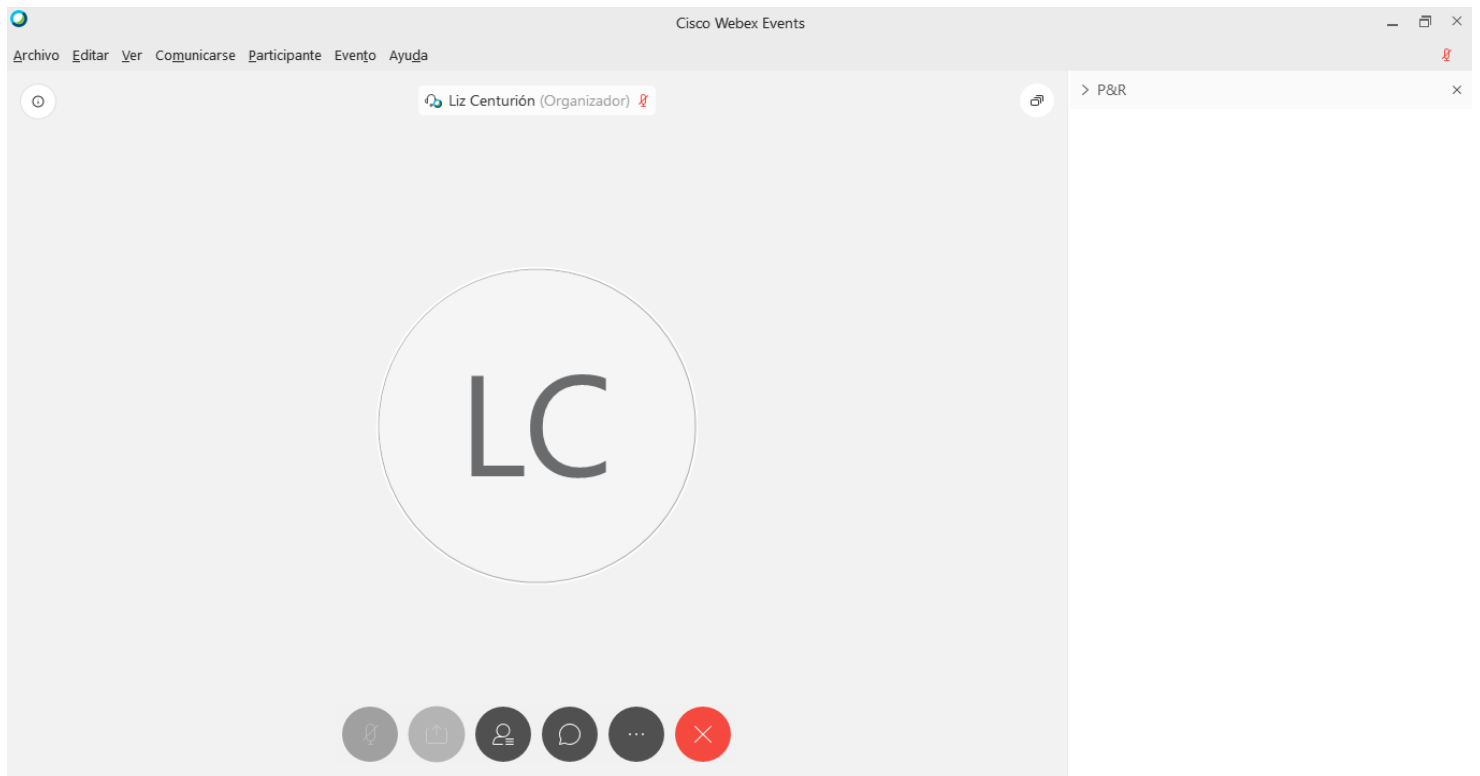 Cisco Webex Events
Archivo Editar Ver Comunicarse Participante Evento Ayuda
Liz Centurión (Organizador)
P&R
LC